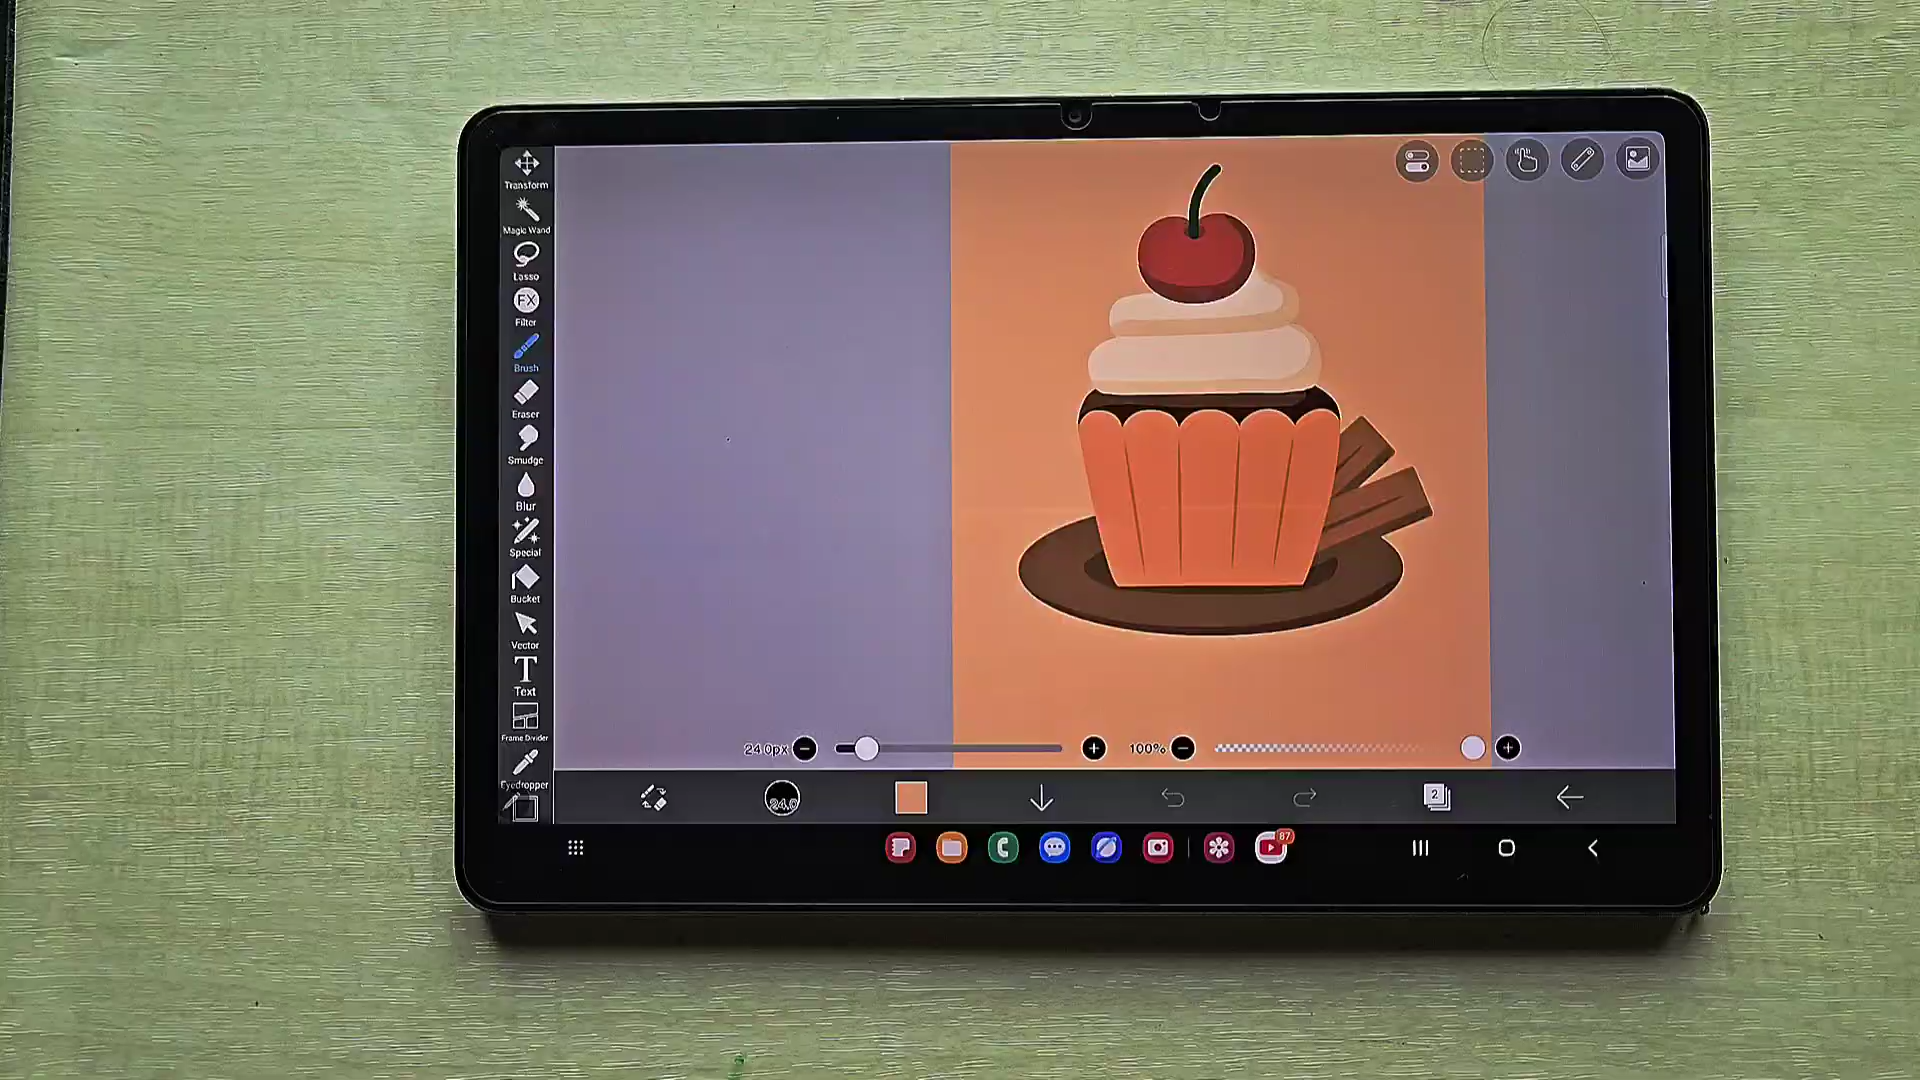 Transform
Magic Wand
Lasso
FX
Filter
Brush
Eraser
Smudge
Blur
Special
Bucket
Vector
T
Text
Frame Divider
Eyedropper
24.0px
100%
24.0
2
87